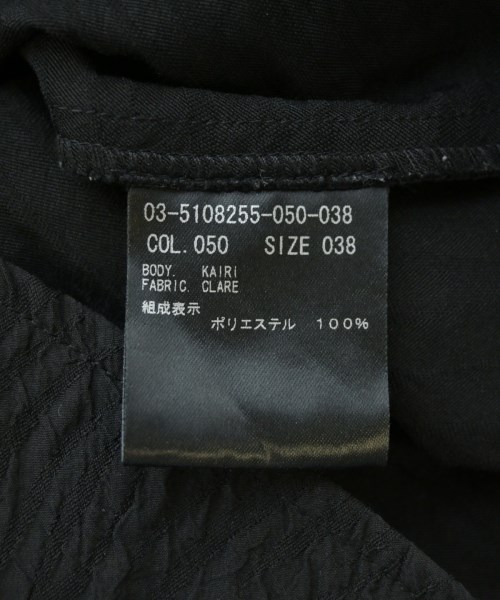 03-5108255-050-038
COL.050 SIZE 038
BODY. KAIRi
FABRIC. CLARE
組成表示
ポリエステル 100%